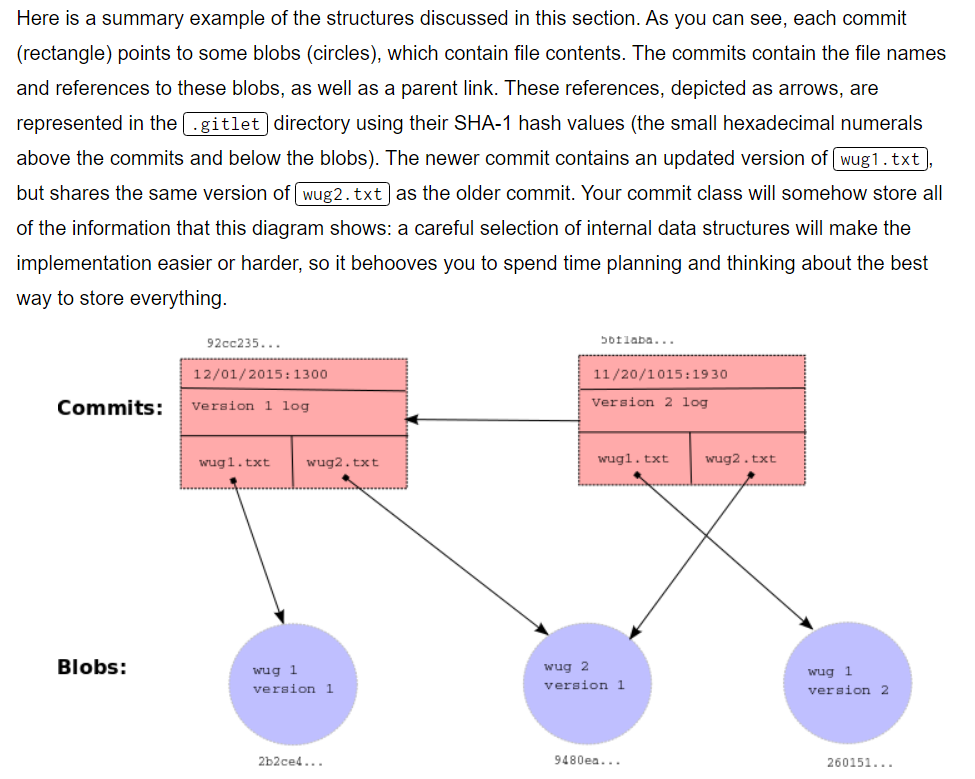 Here is a summary example of the structures discussed in this section. As you can see, each commit
(rectangle) points to some blobs (circles), which contain file contents. The commits contain the file names
and references to these blobs, as well as a parent link. These references, depicted as arrows, are
represented in the .gitlet directory using their SHA-1 hash values (the small hexadecimal numerals
above the commits and below the blobs). The newer commit contains an updated version of wug1.txt,
but shares the same version of wug2.txt as the older commit. Your commit class will somehow store all
of the information that this diagram shows: a careful selection of internal data structures will make the
implementation easier or harder, so it behooves you to spend time planning and thinking about the best
way to store everything.
92cc235...
Commits:
12/01/2015:1300
Version 1 log
wug1.txt
wug2.txt
11/20/1015:1930
Version 2 log
wug1.txt
wug2.txt
Blobs:
wug 1
version 1
2b2ce4...
wug 2
version 1
9480ea...
wug 1
version 2
260151...